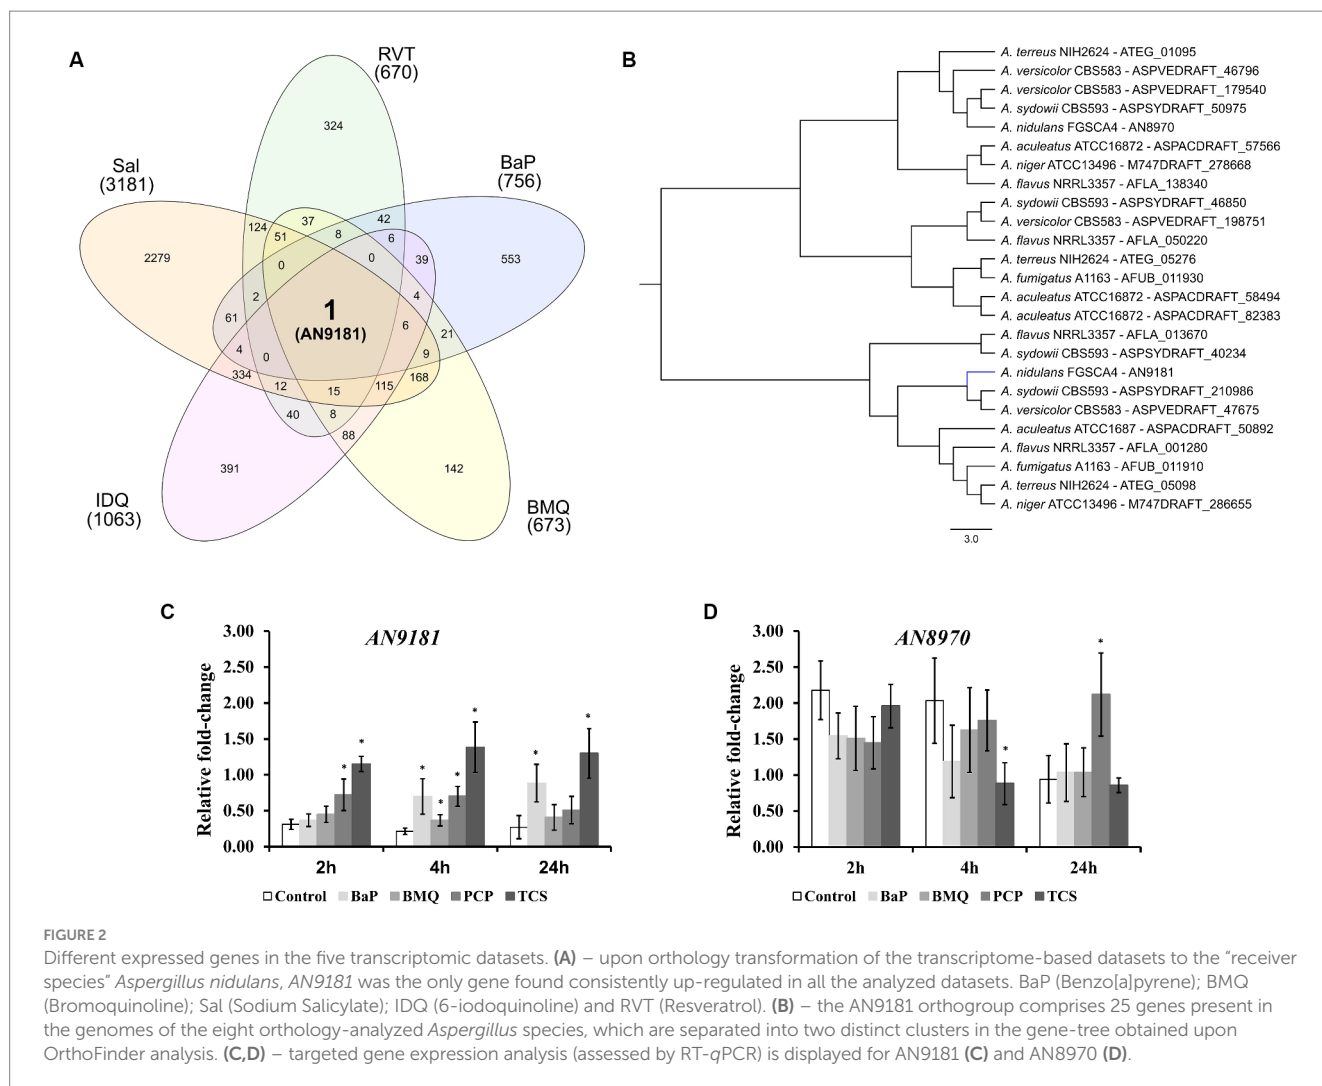 A
RVT
(670)
324
Sal
(3181)
BaP
(756)
124
37
42
51
8
6
2279
0
0
39
553
2
1
4
(AN9181)
61
6
21
4
0
9
334
12
15
115
168
40
8
88
391
142
IDQ
(1063)
BMQ
(673)
B
A. terreus NIH2624 - ATEG_01095
A. versicolor CBS583 - ASPVEDRAFT_46796
A. versicolor CBS583 - ASPVEDRAFT_179540
A. sydowii CBS593 - ASPSYDRAFT_50975
A. nidulans FGSCA4 - AN8970
A. aculeatus ATCC16872 - ASPACDRAFT_57566
A. niger ATCC13496 - M747DRAFT_278668
A. flavus NRRL3357 - AFLA_138340
A. sydowii CBS593 - ASPSYDRAFT_46850
A. versicolor CBS583 - ASPVEDRAFT_198751
A. flavus NRRL3357 - AFLA_050220
A. terreus NIH2624 - ATEG_05276
A. fumigatus A1163 - AFUB_011930
A. aculeatus ATCC16872 - ASPACDRAFT_58494
A. aculeatus ATCC16872 - ASPACDRAFT_82383
A. flavus NRRL3357 - AFLA_013670
A. sydowii CBS593 - ASPSYDRAFT_40234
A. nidulans FGSCA4 - AN9181
A. sydowii CBS593 - ASPSYDRAFT_210986
A. versicolor CBS583 - ASPVEDRAFT_47675
A. aculeatus ATCC1687 - ASPACDRAFT_50892
A. flavus NRRL3357 - AFLA_001280
A. fumigatus A1163 - AFUB_011910
A. terreus NIH2624 - ATEG_05098
A. niger ATCC13496 - M747DRAFT_286655
3.0
C
AN9181
Relative fold-change
3.00
2.50
2.00
1.50
1.00
0.50
0.00
* * * * * * * *
2h 4h 24h
Control BaP BMQ PCP TCS
D
AN8970
Relative fold-change
3.00
2.50
2.00
1.50
1.00
0.50
0.00
* *
2h 4h 24h
Control BaP BMQ PCP TCS
FIGURE 2
Different expressed genes in the five transcriptomic datasets. (A) – upon orthology transformation of the transcriptome-based datasets to the “receiver
species” Aspergillus nidulans, AN9181 was the only gene found consistently up-regulated in all the analyzed datasets. BaP (Benzo[a]pyrene); BMQ
(Bromoquinoline); Sal (Sodium Salicylate); IDQ (6-iodoquinoline) and RVT (Resveratrol). (B) – the AN9181 orthogroup comprises 25 genes present in
the genomes of the eight orthology-analyzed Aspergillus species, which are separated into two distinct clusters in the gene-tree obtained upon
OrthoFinder analysis. (C,D) – targeted gene expression analysis (assessed by RT-qPCR) is displayed for AN9181 (C) and AN8970 (D).